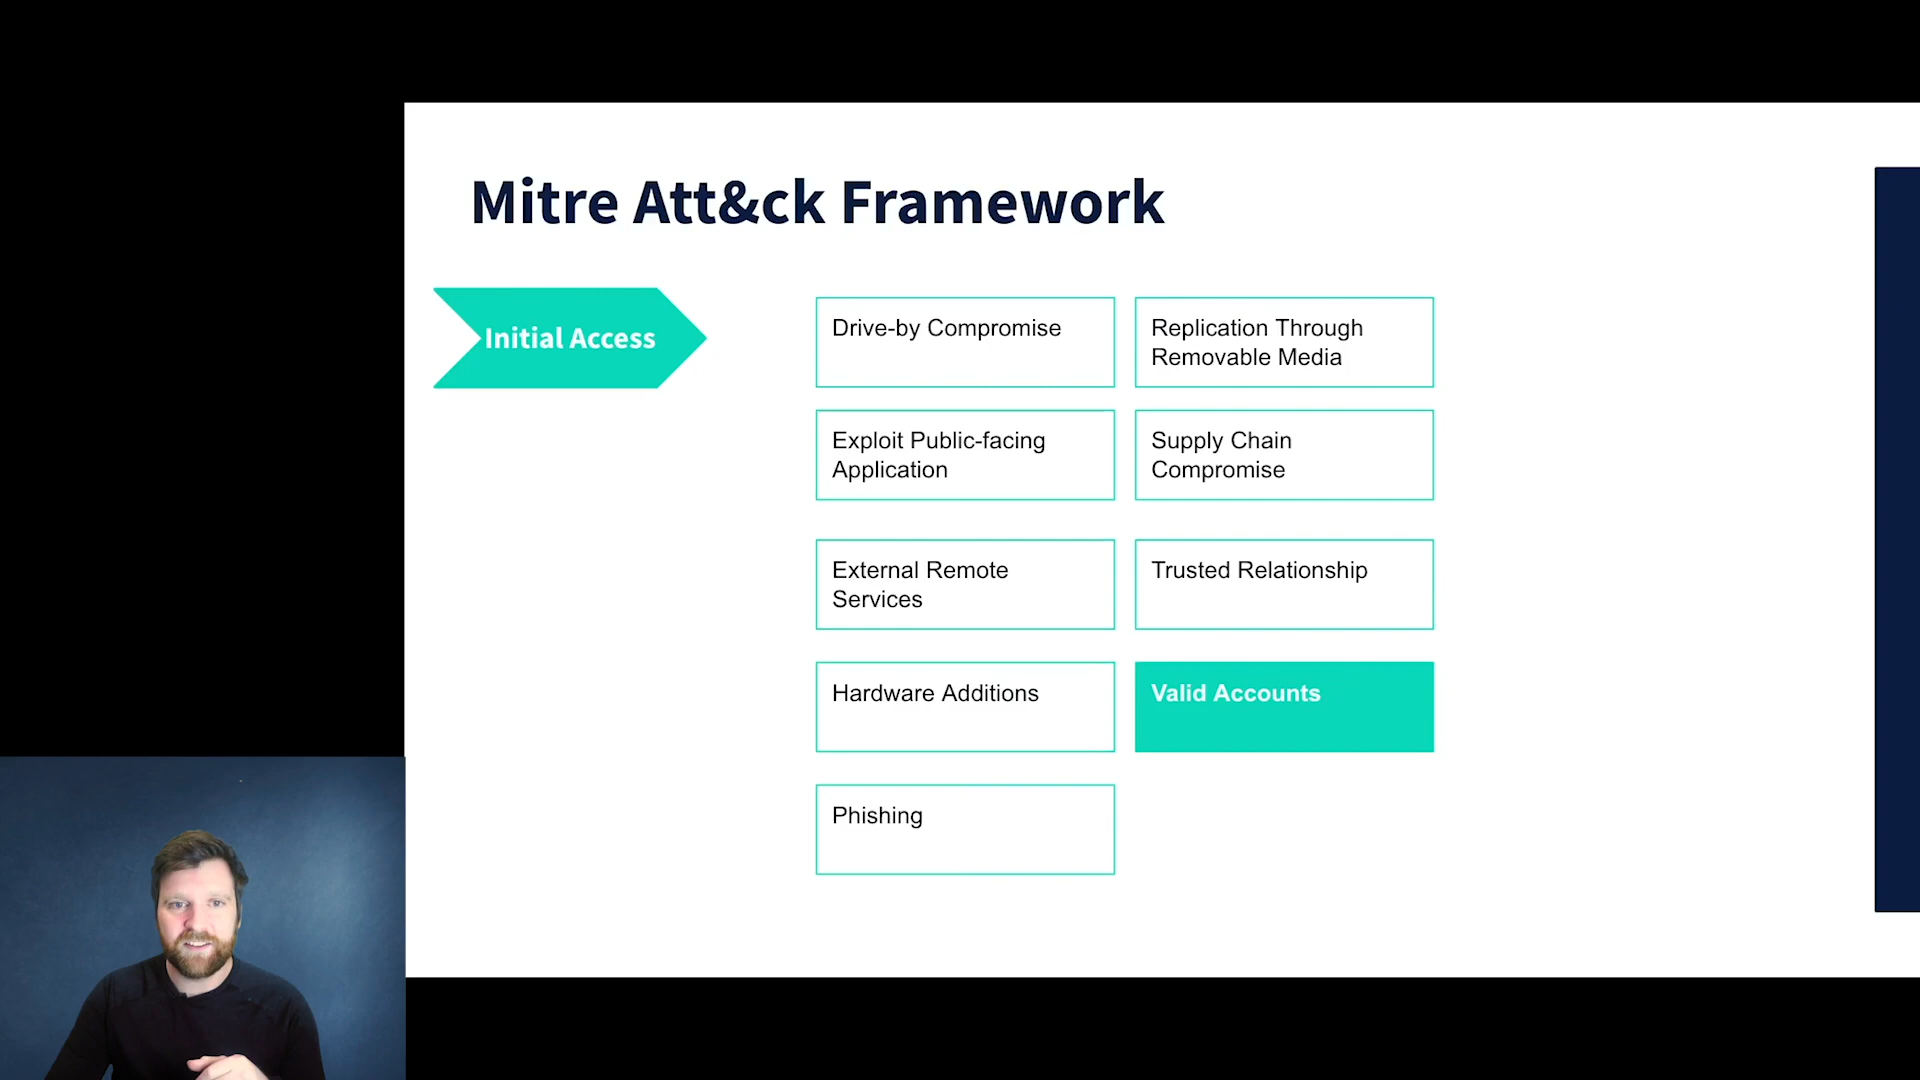 Mitre Att&ck Framework
Initial Access
Drive-by Compromise
Replication Through
Removable Media
Exploit Public-facing
Application
Supply Chain
Compromise
External Remote
Services
Trusted Relationship
Hardware Additions
Valid Accounts
Phishing